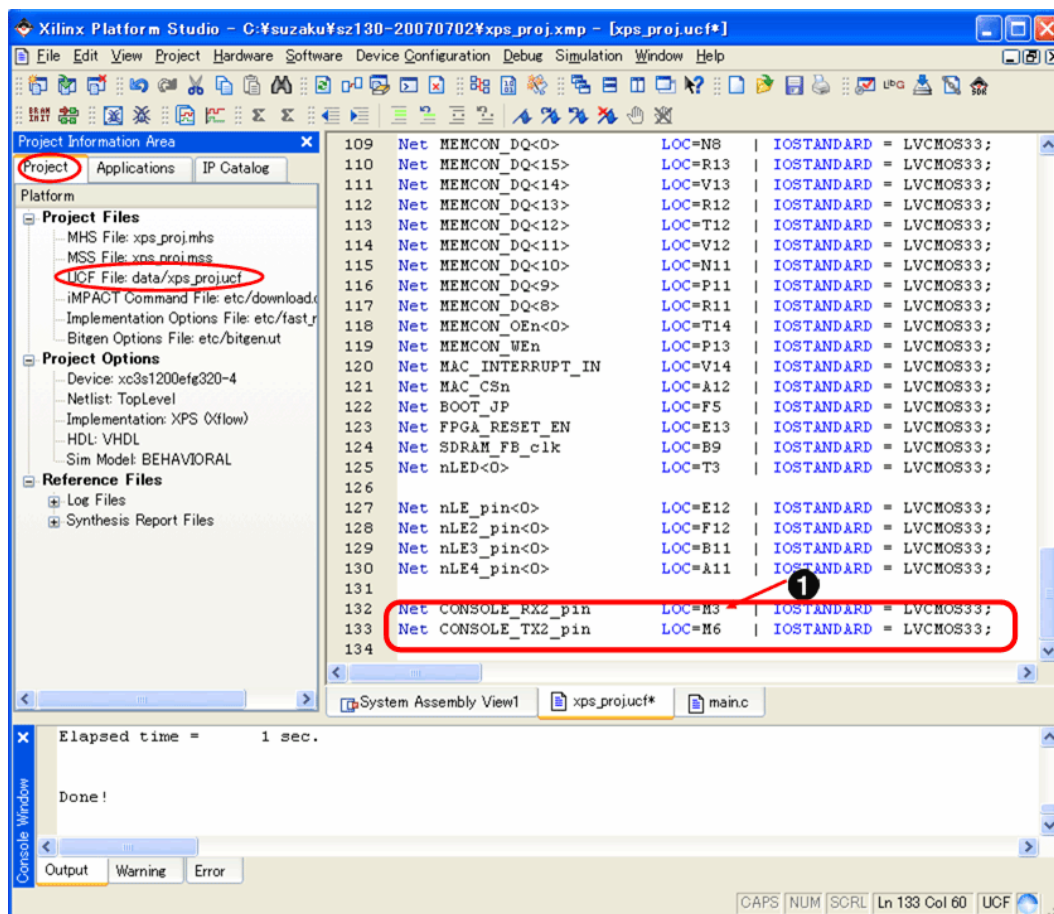 Xilinx Platform Studio - C:¥suzaku¥sz130-20070702¥xps_proj.xmp - [xps_proj.ucf*]
File Edit View Project Hardware Software Device Configuration Debug Simulation Window Help
Project Information Area
Project Applications IP Catalog
Platform
Project Files
MHS File: xps_proj.mhs
MSS File: xps_proj.mss
UCF File: data/xps_proj.ucf
iMPACT Command File: etc/download.c
Implementation Options File: etc/fast_r
Bitgen Options File: etc/bitgen.ut
Project Options
Device: xc3s1200efg320-4
Netlist: TopLevel
Implementation: XPS (Xflow)
HDL: VHDL
Sim Model: BEHAVIORAL
Reference Files
Log Files
Synthesis Report Files
109 Net MEMCON_DQ<0> LOC=N8 | IOSTANDARD = LVCMOS33;
110 Net MEMCON_DQ<15> LOC=R13 | IOSTANDARD = LVCMOS33;
111 Net MEMCON_DQ<14> LOC=V13 | IOSTANDARD = LVCMOS33;
112 Net MEMCON_DQ<13> LOC=R12 | IOSTANDARD = LVCMOS33;
113 Net MEMCON_DQ<12> LOC=T12 | IOSTANDARD = LVCMOS33;
114 Net MEMCON_DQ<11> LOC=V12 | IOSTANDARD = LVCMOS33;
115 Net MEMCON_DQ<10> LOC=N11 | IOSTANDARD = LVCMOS33;
116 Net MEMCON_DQ<9> LOC=P11 | IOSTANDARD = LVCMOS33;
117 Net MEMCON_DQ<8> LOC=R11 | IOSTANDARD = LVCMOS33;
118 Net MEMCON_OEn<0> LOC=T14 | IOSTANDARD = LVCMOS33;
119 Net MEMCON_WEn LOC=P13 | IOSTANDARD = LVCMOS33;
120 Net MAC_INTERRUPT_IN LOC=V14 | IOSTANDARD = LVCMOS33;
121 Net MAC_CSn LOC=A12 | IOSTANDARD = LVCMOS33;
122 Net BOOT_JP LOC=F5 | IOSTANDARD = LVCMOS33;
123 Net FPGA_RESET_EN LOC=E13 | IOSTANDARD = LVCMOS33;
124 Net SDRAM_FB_clk LOC=B9 | IOSTANDARD = LVCMOS33;
125 Net nLED<0> LOC=T3 | IOSTANDARD = LVCMOS33;
126
127 Net nLE_pin<0> LOC=E12 | IOSTANDARD = LVCMOS33;
128 Net nLE2_pin<0> LOC=F12 | IOSTANDARD = LVCMOS33;
129 Net nLE3_pin<0> LOC=B11 | IOSTANDARD = LVCMOS33;
130 Net nLE4_pin<0> LOC=A11 | IOSTANDARD = LVCMOS33;
131
❶
132 Net CONSOLE_RX2_pin LOC=M3 | IOSTANDARD = LVCMOS33;
133 Net CONSOLE_TX2_pin LOC=M6 | IOSTANDARD = LVCMOS33;
134
System Assembly View1 xps_proj.ucf* main.c
Console Window
Elapsed time = 1 sec.
Done!
Output Warning Error
CAPS NUM SCRL Ln 133 Col 60 UCF